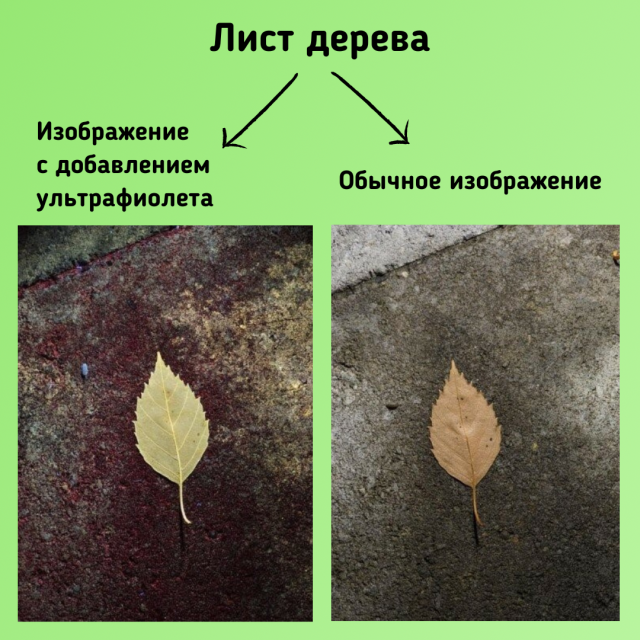 Лист дерева
Изображение
с добавлением
ультрафиолета
Обычное изображение